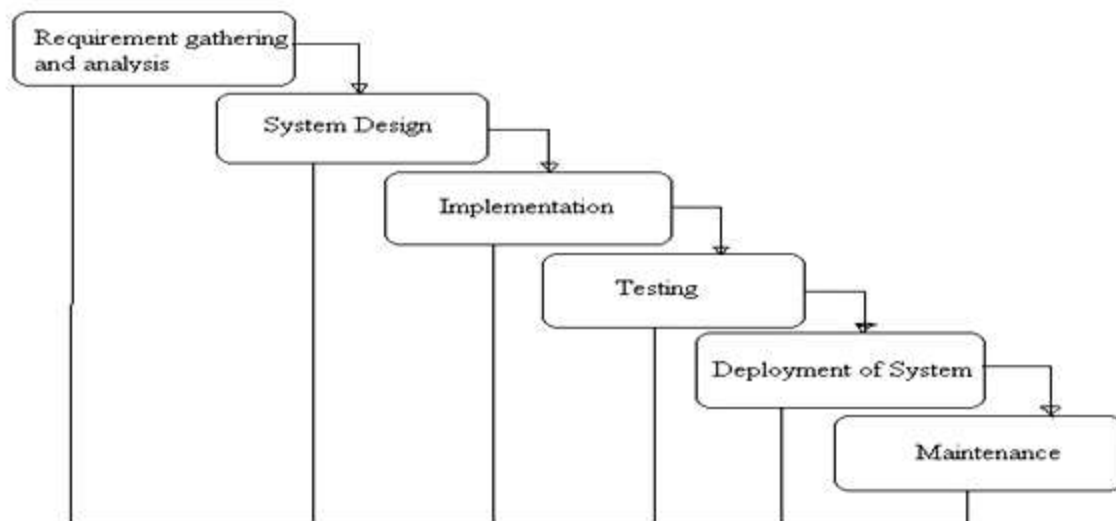 Requirement gathering
and analysis
System Design
Implementation
Testing
Deployment of System
Maintenance